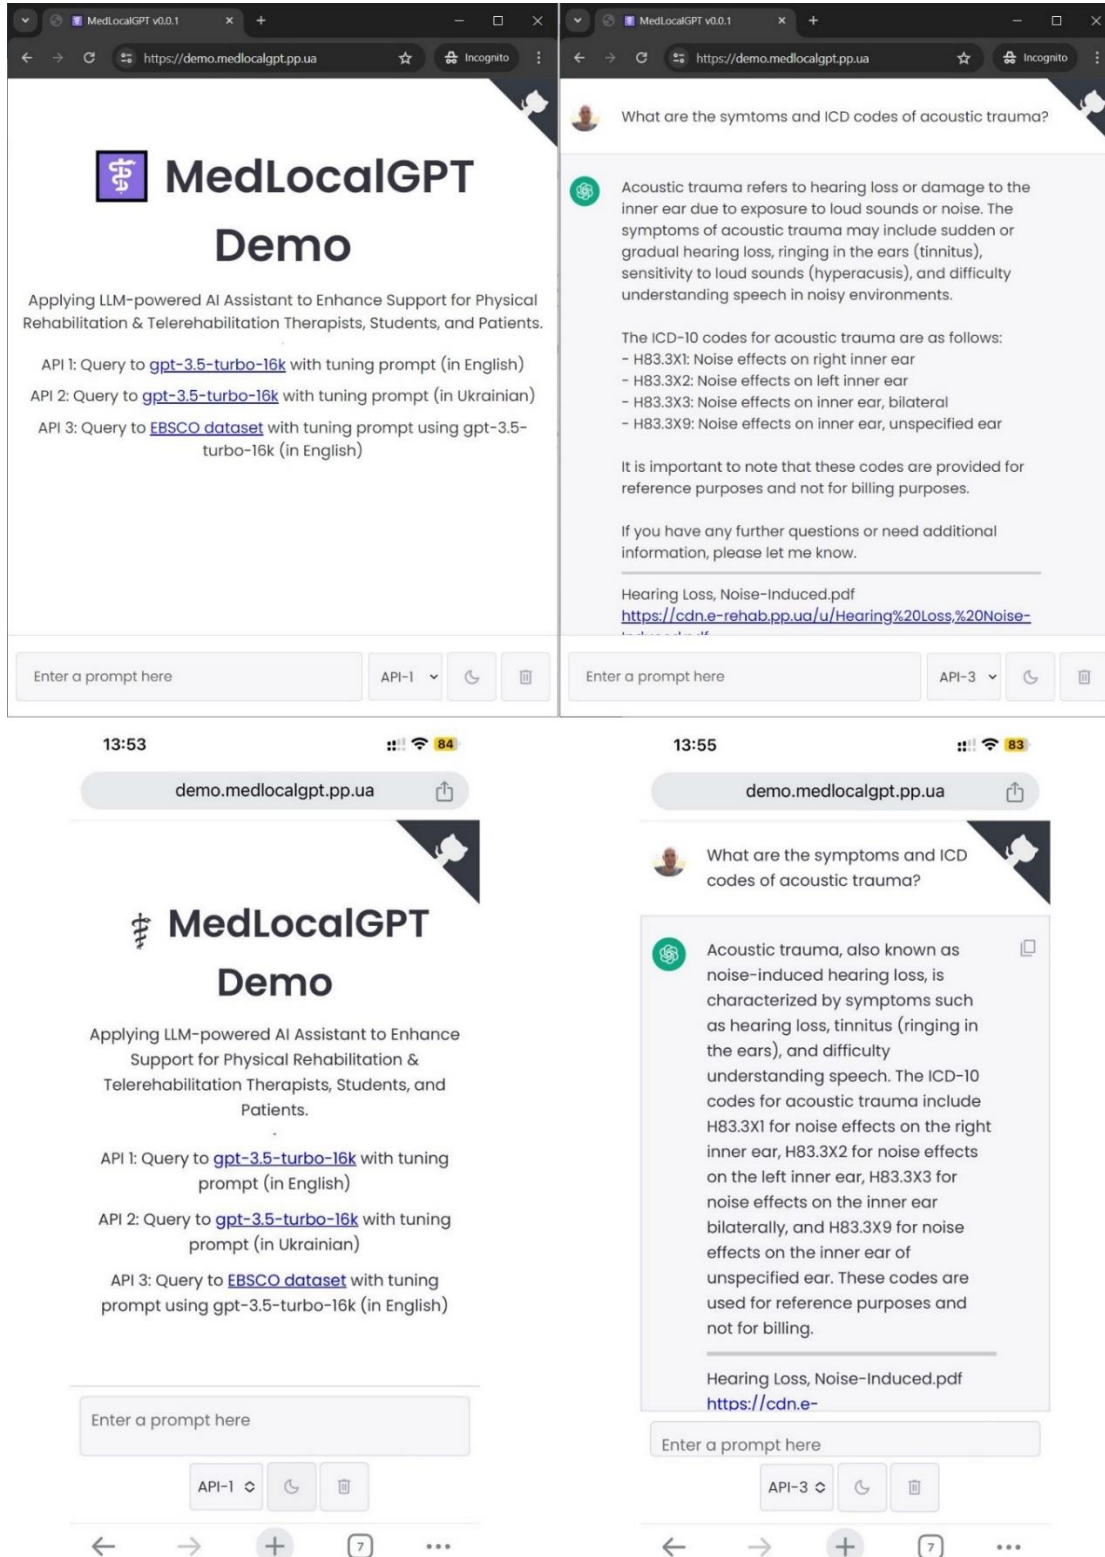 MedLocalGPT v0.0.1
https://demo.medlocalgpt.pp.ua
Incognito
MedLocalGPT
Demo
Applying LLM-powered AI Assistant to Enhance Support for Physical
Rehabilitation & Telerehabilitation Therapists, Students, and Patients.
API 1: Query to gpt-3.5-turbo-16k with tuning prompt (in English)
API 2: Query to gpt-3.5-turbo-16k with tuning prompt (in Ukrainian)
API 3: Query to EBSCO dataset with tuning prompt using gpt-3.5-
turbo-16k (in English)
Enter a prompt here
API-1
MedLocalGPT v0.0.1
https://demo.medlocalgpt.pp.ua
Incognito
What are the symtoms and ICD codes of acoustic trauma?
Acoustic trauma refers to hearing loss or damage to the
inner ear due to exposure to loud sounds or noise. The
symptoms of acoustic trauma may include sudden or
gradual hearing loss, ringing in the ears (tinnitus),
sensitivity to loud sounds (hyperacusis), and difficulty
understanding speech in noisy environments.
The ICD-10 codes for acoustic trauma are as follows:
- H83.3X1: Noise effects on right inner ear
- H83.3X2: Noise effects on left inner ear
- H83.3X3: Noise effects on inner ear, bilateral
- H83.3X9: Noise effects on inner ear, unspecified ear
It is important to note that these codes are provided for
reference purposes and not for billing purposes.
If you have any further questions or need additional
information, please let me know.
Hearing Loss, Noise-Induced.pdf
https://cdn.e-rehab.pp.ua/u/Hearing%20Loss,%20Noise-
Enter a prompt here
API-3
13:53
84
demo.medlocalgpt.pp.ua
MedLocalGPT
Demo
Applying LLM-powered AI Assistant to Enhance
Support for Physical Rehabilitation &
Telerehabilitation Therapists, Students, and
Patients.
API 1: Query to gpt-3.5-turbo-16k with tuning
prompt (in English)
API 2: Query to gpt-3.5-turbo-16k with tuning
prompt (in Ukrainian)
API 3: Query to EBSCO dataset with tuning
prompt using gpt-3.5-turbo-16k (in English)
Enter a prompt here
API-1
7
13:55
83
demo.medlocalgpt.pp.ua
What are the symptoms and ICD
codes of acoustic trauma?
Acoustic trauma, also known as
noise-induced hearing loss, is
characterized by symptoms such
as hearing loss, tinnitus (ringing in
the ears), and difficulty
understanding speech. The ICD-10
codes for acoustic trauma include
H83.3X1 for noise effects on the right
inner ear, H83.3X2 for noise effects
on the left inner ear, H83.3X3 for
noise effects on the inner ear
bilaterally, and H83.3X9 for noise
effects on the inner ear of
unspecified ear. These codes are
used for reference purposes and
not for billing.
Hearing Loss, Noise-Induced.pdf
https://cdn.e-
Enter a prompt here
API-3
7